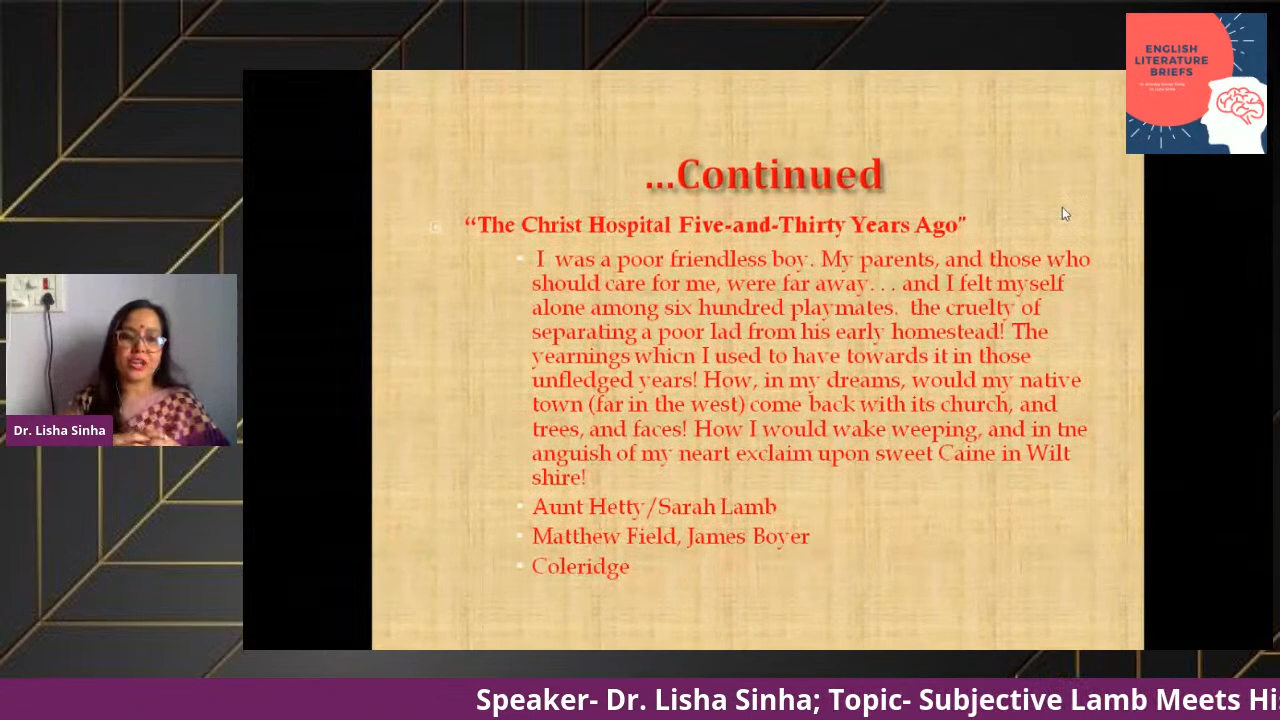 ENGLISH
LITERATURE
BRIEFS
...Continued
“The Christ Hospital Five-and-Thirty Years Ago”
I was a poor friendless boy. My parents, and those who
should care for me, were far away. . . and I felt myself
alone among six hundred playmates. the cruelty of
separating a poor lad from his early homestead! The
yearnings whicn I used to have towards it in those
unfledged years! How, in my dreams, would my native
town (far in the west) come back with its church, and
trees, and faces! How I would wake weeping, and in tne
anguish of my neart exclaim upon sweet Caine in Wilt
shire!
Aunt Hetty/Sarah Lamb
Matthew Field, James Boyer
Coleridge
Dr. Lisha Sinha
Speaker- Dr. Lisha Sinha; Topic- Subjective Lamb Meets His